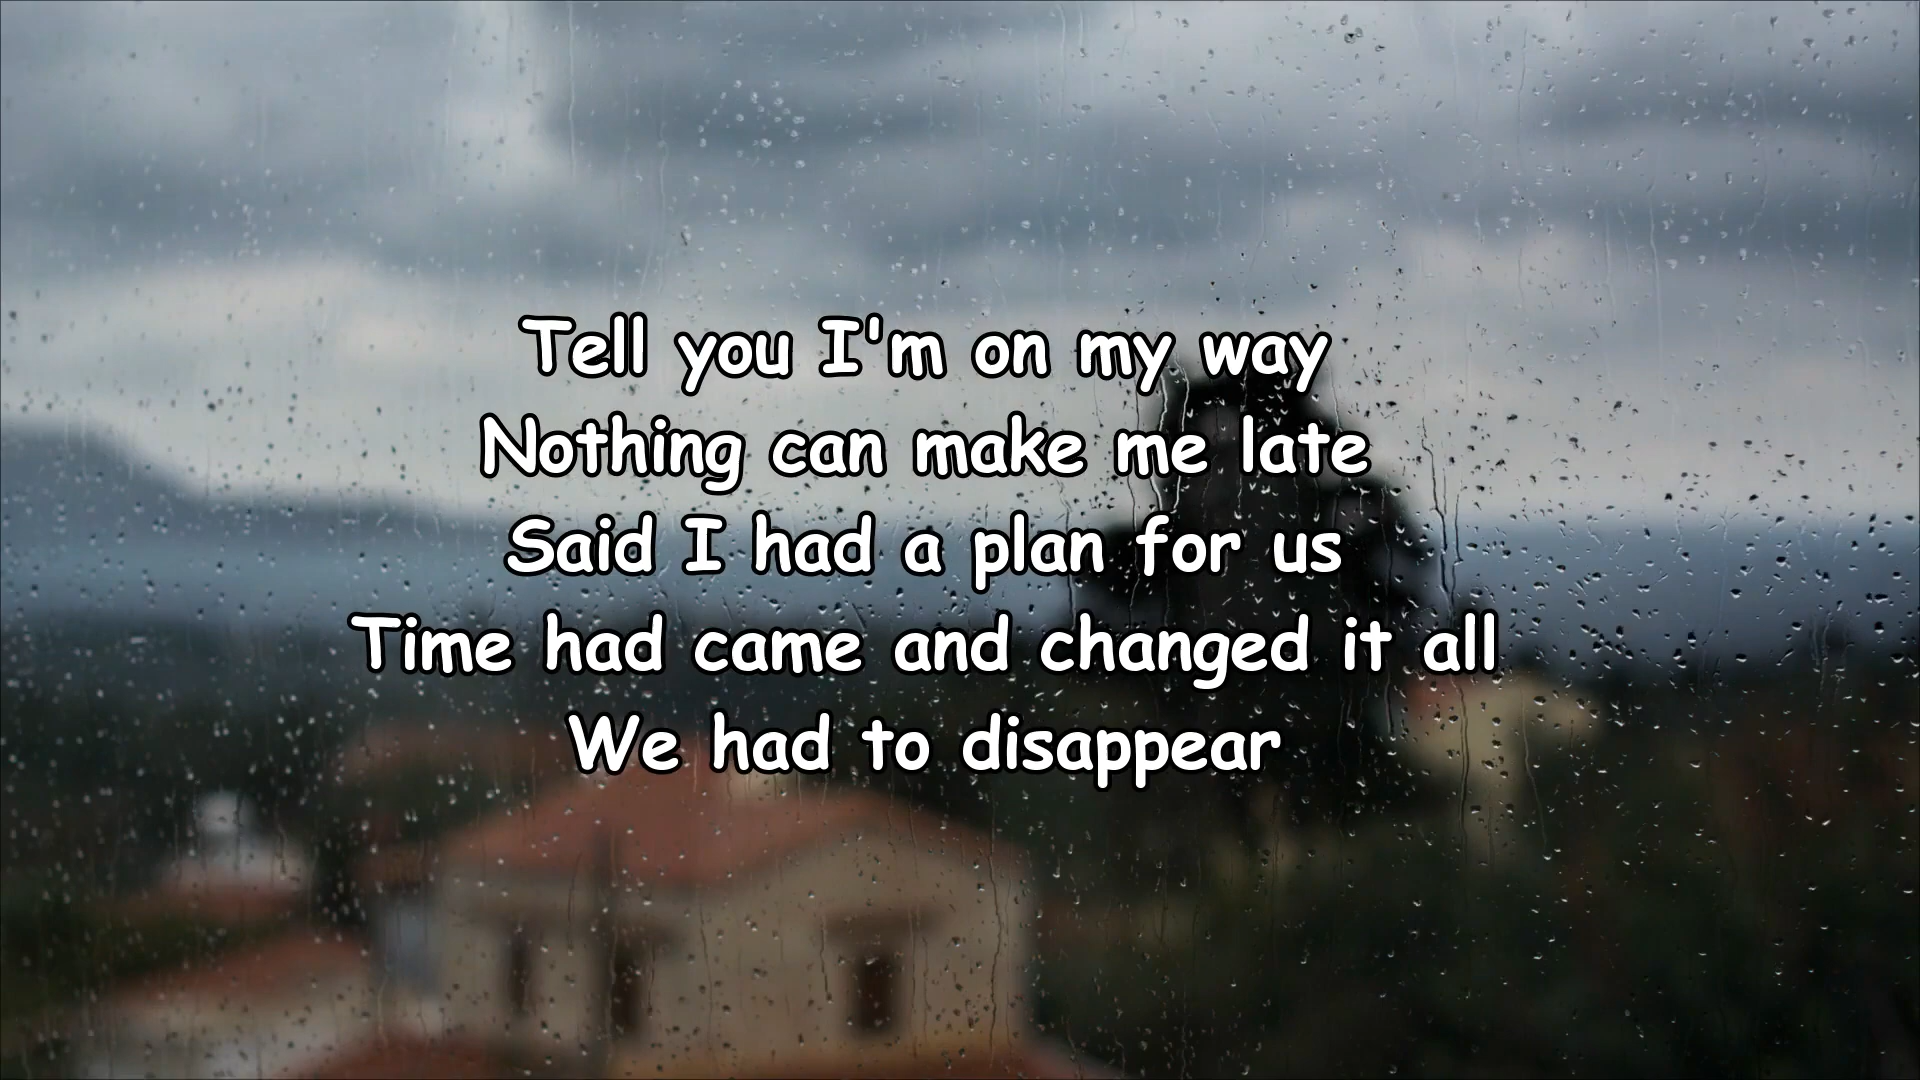 Tell you I'm on my way
Nothing can make me late
Said I had a plan for us
Time had came and changed it all
We had to disappear